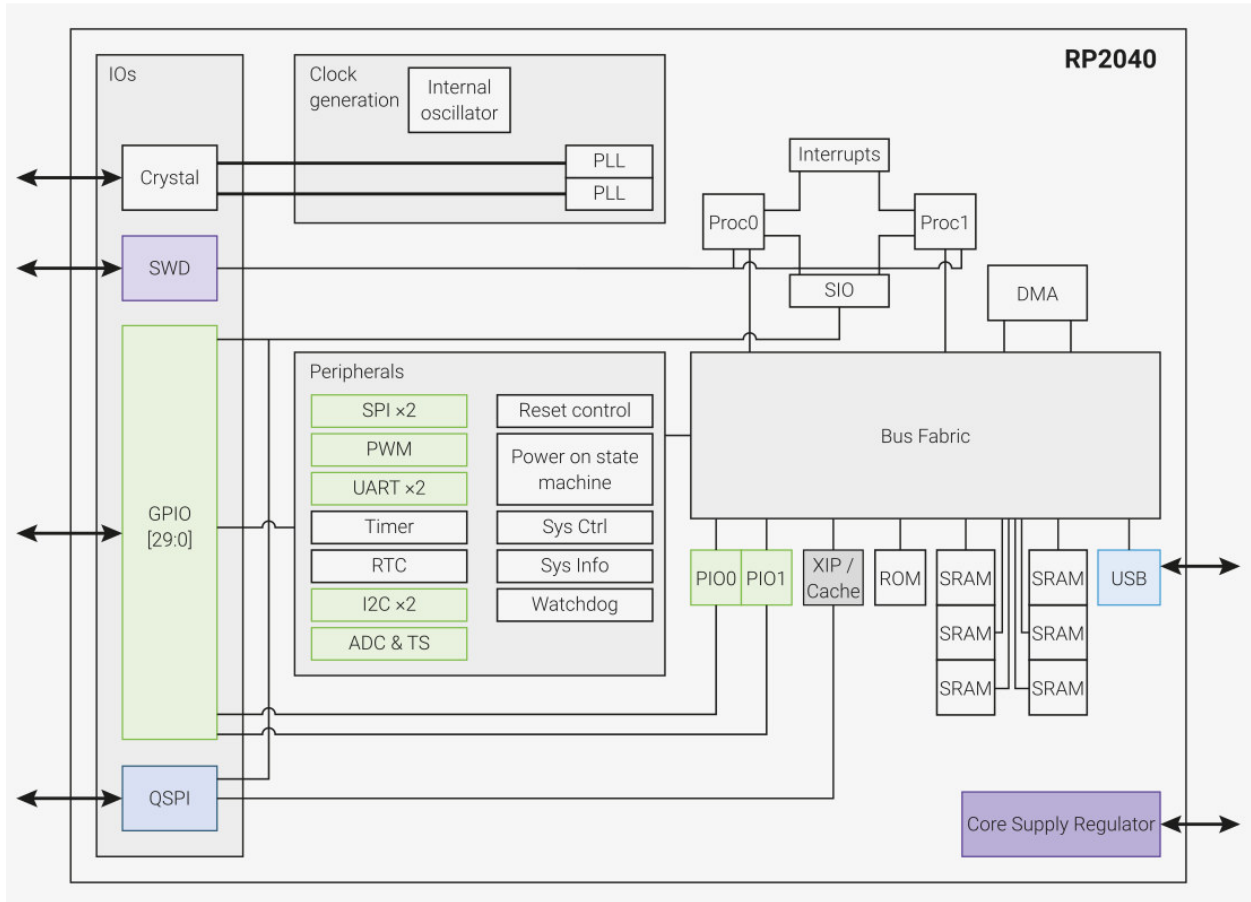 RP2040
IOs
Clock
generation
Internal
oscillator
Crystal
PLL
PLL
Interrupts
Proc0
Proc1
SWD
SIO
DMA
Peripherals
SPI ×2
PWM
UART ×2
Timer
RTC
I2C ×2
ADC & TS
Reset control
Power on state
machine
Sys Ctrl
Sys Info
Watchdog
Bus Fabric
GPIO
[29:0]
PIO0
PIO1
XIP /
Cache
ROM
SRAM
SRAM
USB
SRAM
SRAM
SRAM
SRAM
QSPI
Core Supply Regulator